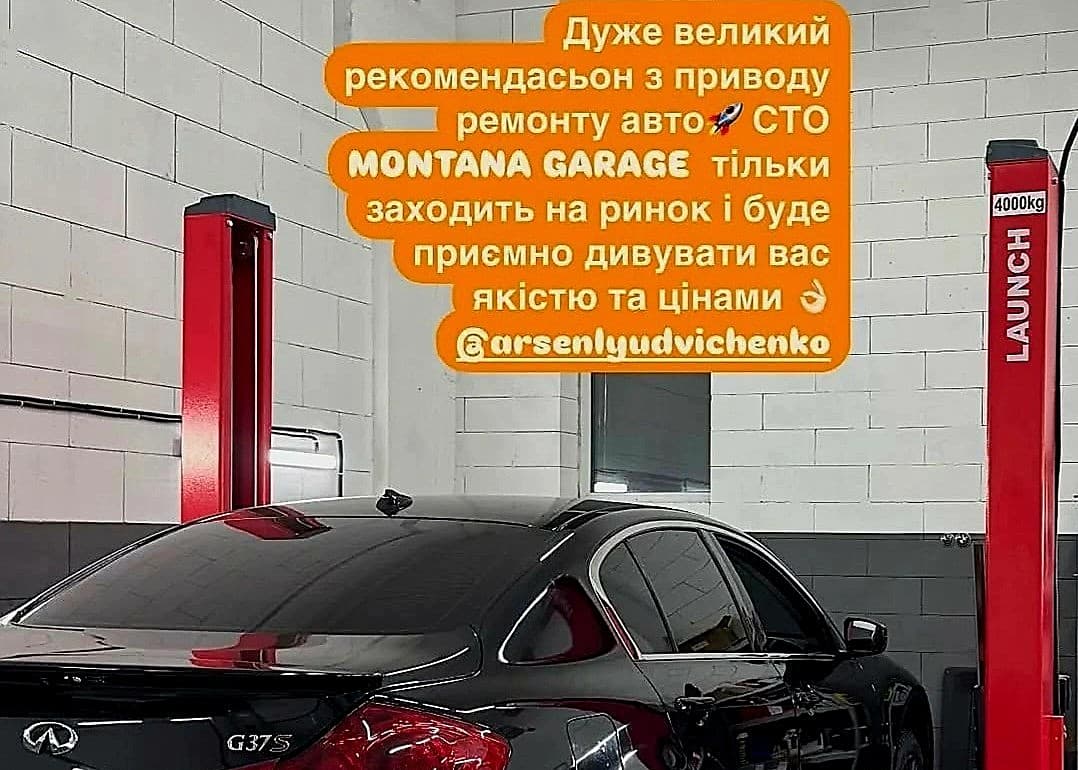 Дуже великий
рекомендасьон з приводу
ремонту авто🚀 СТО
MONTANA GARAGE тільки
заходить на ринок і буде
приємно дивувати вас
якістю та цінами 👌🏻
@arsenlyudvichenko
4000kg
LAUNCH
G37S